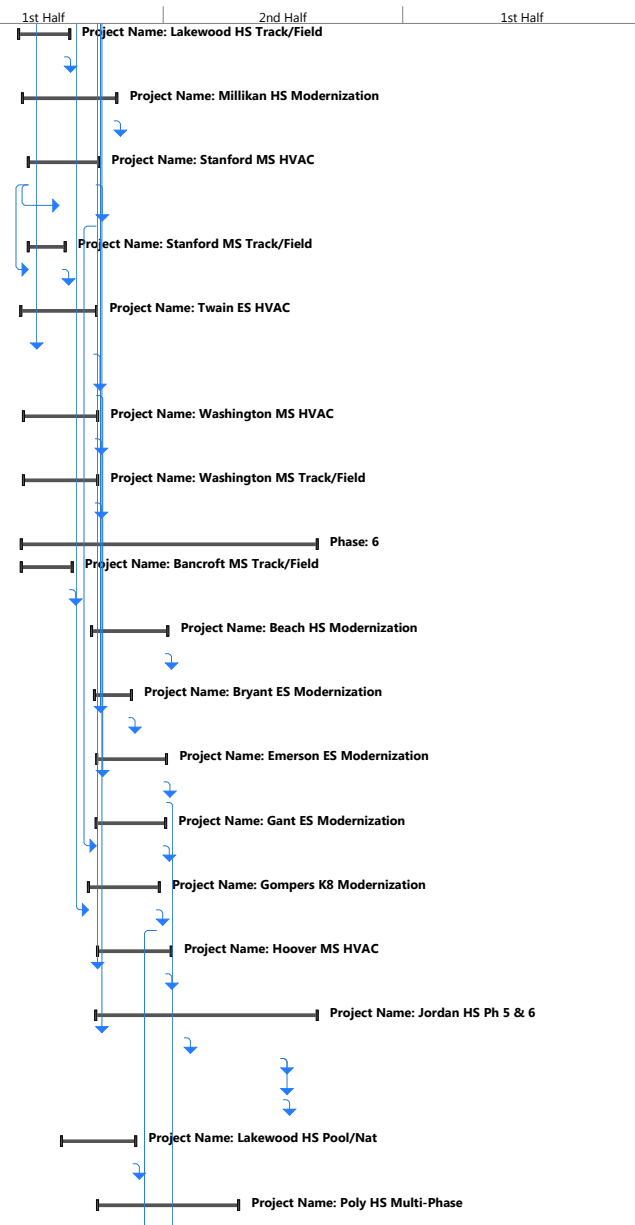 1st Half 2nd Half 1st Half
Project Name: Lakewood HS Track/Field
Project Name: Millikan HS Modernization
Project Name: Stanford MS HVAC
Project Name: Stanford MS Track/Field
Project Name: Twain ES HVAC
Project Name: Washington MS HVAC
Project Name: Washington MS Track/Field
Phase: 6
Project Name: Bancroft MS Track/Field
Project Name: Beach HS Modernization
Project Name: Bryant ES Modernization
Project Name: Emerson ES Modernization
Project Name: Gant ES Modernization
Project Name: Gompers K8 Modernization
Project Name: Hoover MS HVAC
Project Name: Jordan HS Ph 5 & 6
Project Name: Lakewood HS Pool/Nat
Project Name: Poly HS Multi-Phase